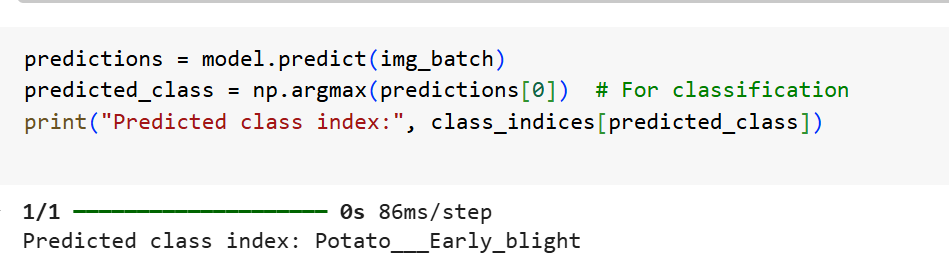 predictions = model.predict(img_batch)
predicted_class = np.argmax(predictions[0])  # For classification
print("Predicted class index:", class_indices[predicted_class])
1/1 ━━━━━━━━━━━━━━━━━━━━ 0s 86ms/step
Predicted class index: Potato___Early_blight